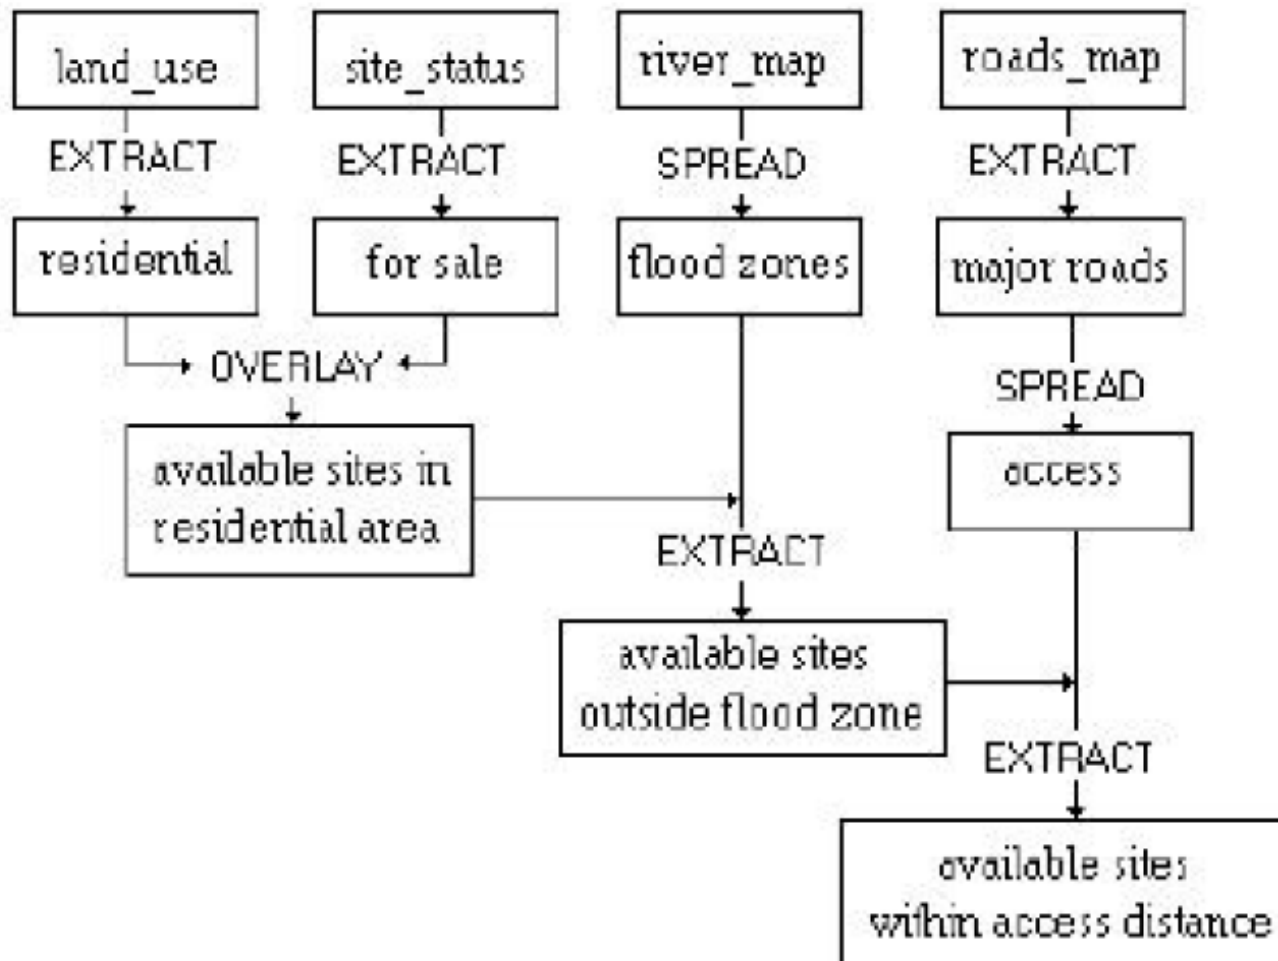 land_use
site_status
river_map
roads_map
EXTRACT
EXTRACT
SPREAD
EXTRACT
residential
for sale
flood zones
major roads
OVERLAY
SPREAD
available sites in
residential area
access
EXTRACT
available sites
outside flood zone
EXTRACT
available sites
within access distance